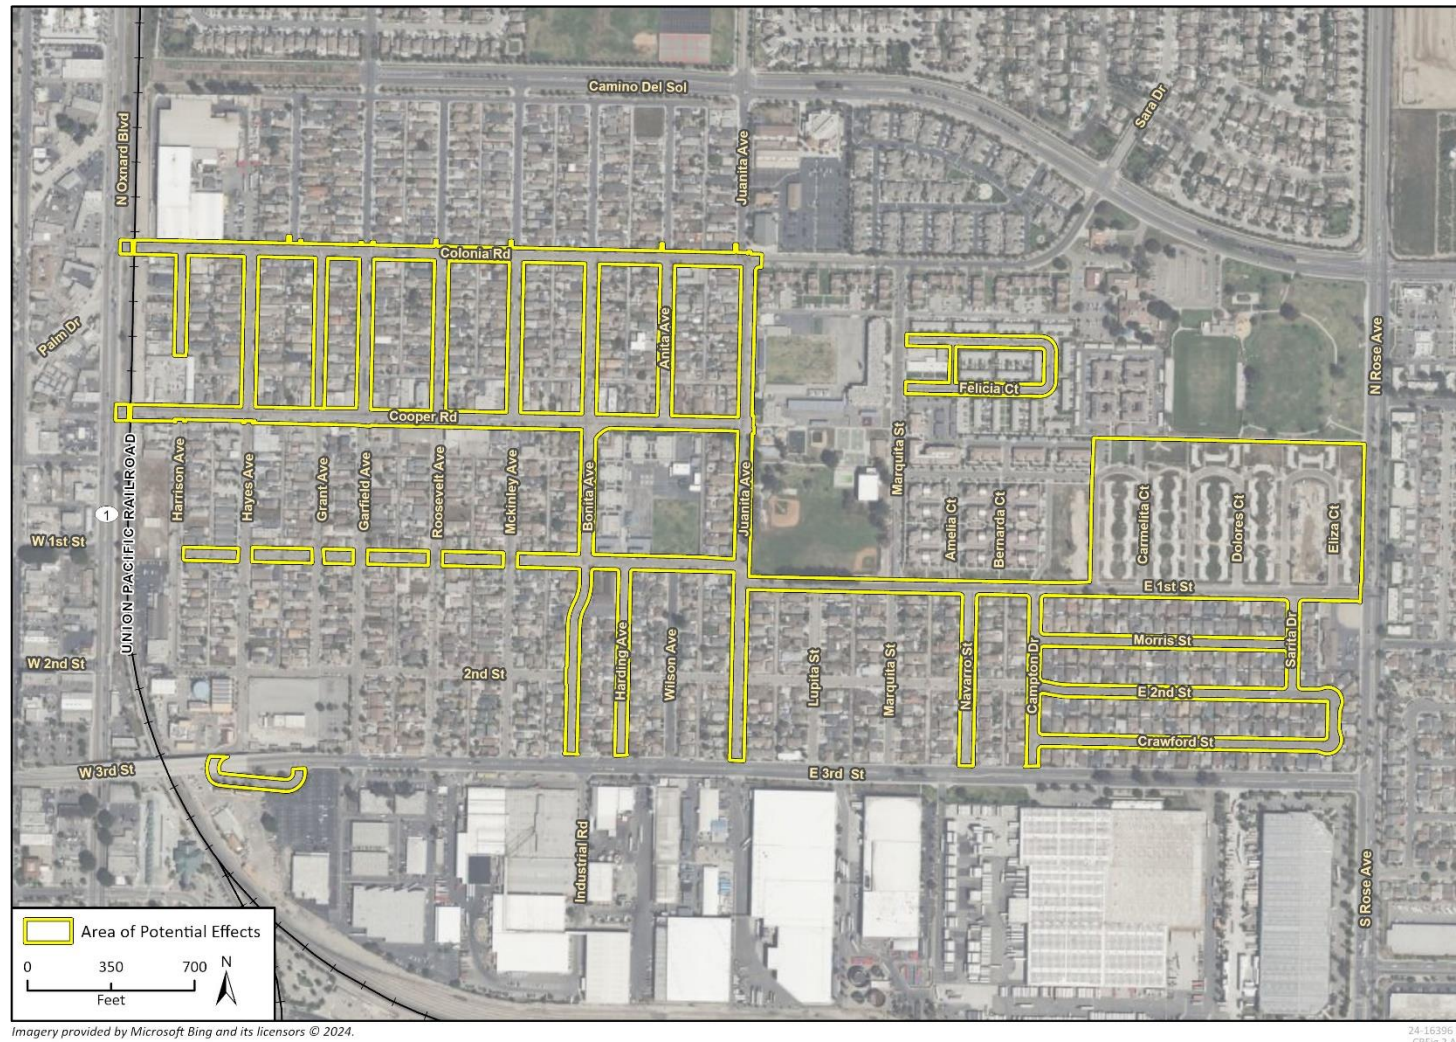 Camino Del Sol
Sara Dr
N Oxnard Blvd
Juanita Ave
Colonia Rd
Palm Dr
Anita Ave
N Rose Ave
Felicia Ct
Cooper Rd
UNION PACIFIC RAILROAD
Harrison Ave
Hayes Ave
Grant Ave
Garfield Ave
Roosevelt Ave
Mckinley Ave
Bonita Ave
Juanita Ave
Marquita St
Amelia Ct
Bernarda Ct
Carmelita Ct
Dolores Ct
Eliza Ct
1
W 1st St
E 1st St
W 2nd St
2nd St
Harding Ave
Wilson Ave
Lupita St
Marquita St
Navarro St
Campton Dr
Morris St
Sarita Dr
E 2nd St
Crawford St
W 3rd St
E 3rd St
Industrial Rd
S Rose Ave
Area of Potential Effects
0 350 700
Feet
N
Imagery provided by Microsoft Bing and its licensors © 2024.
24-16396